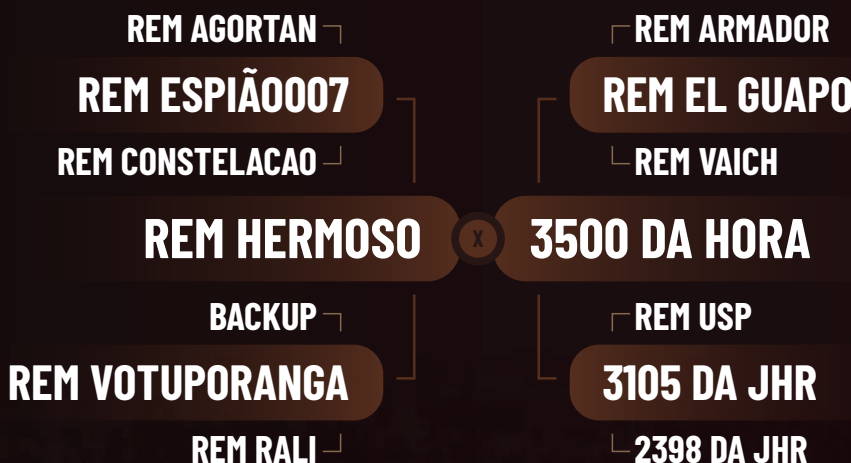 REM AGORTAN
REM ARMADOR
REM ESPIÃO007
REM EL GUAPO
REM CONSTELACAO
REM VAICH
REM HERMOSO
X
3500 DA HORA
BACKUP
REM USP
REM VOTUPORANGA
3105 DA JHR
REM RALI
2398 DA JHR